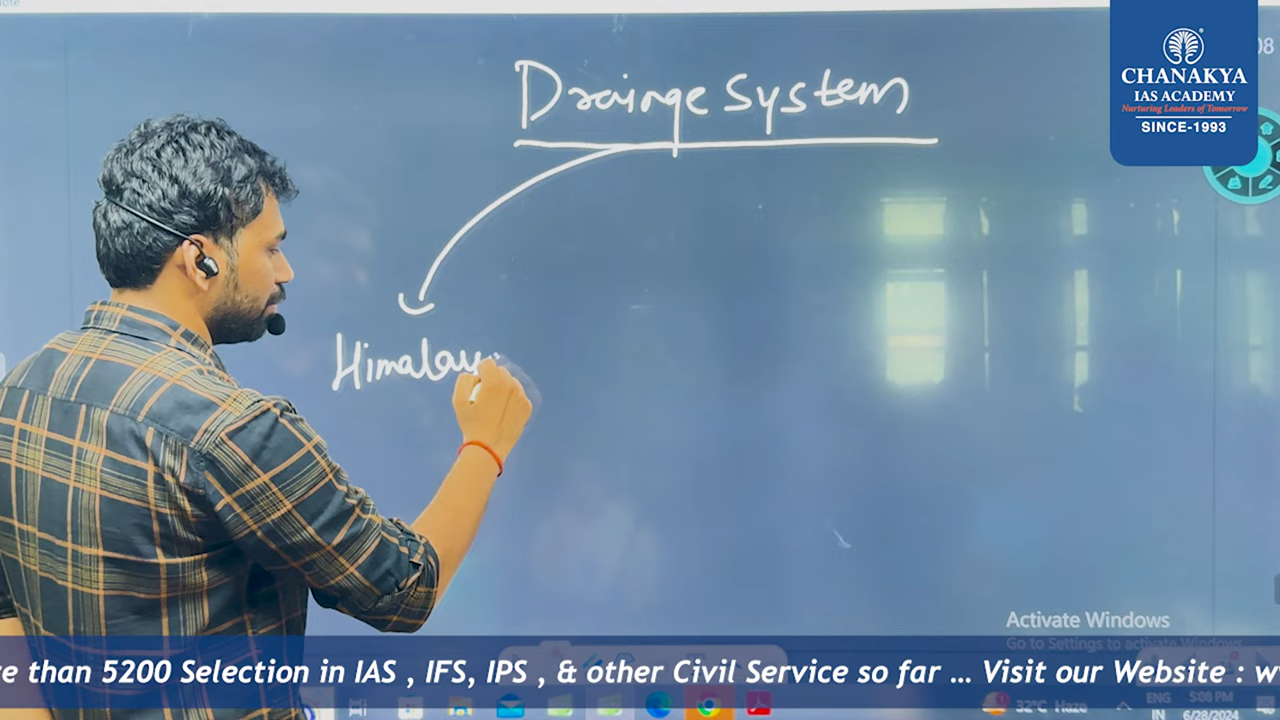 08
CHANAKYA
IAS ACADEMY
Nurturing Leaders of Tomorrow
SINCE-1993
Drainge System
Himalay
Activate Windows
Go to Settings to activate Windows.
than 5200 Selection in IAS , IFS, IPS , & other Civil Service so far ... Visit our Website :
32°C Haze
ENG
IN
5:08 PM
6/28/2024